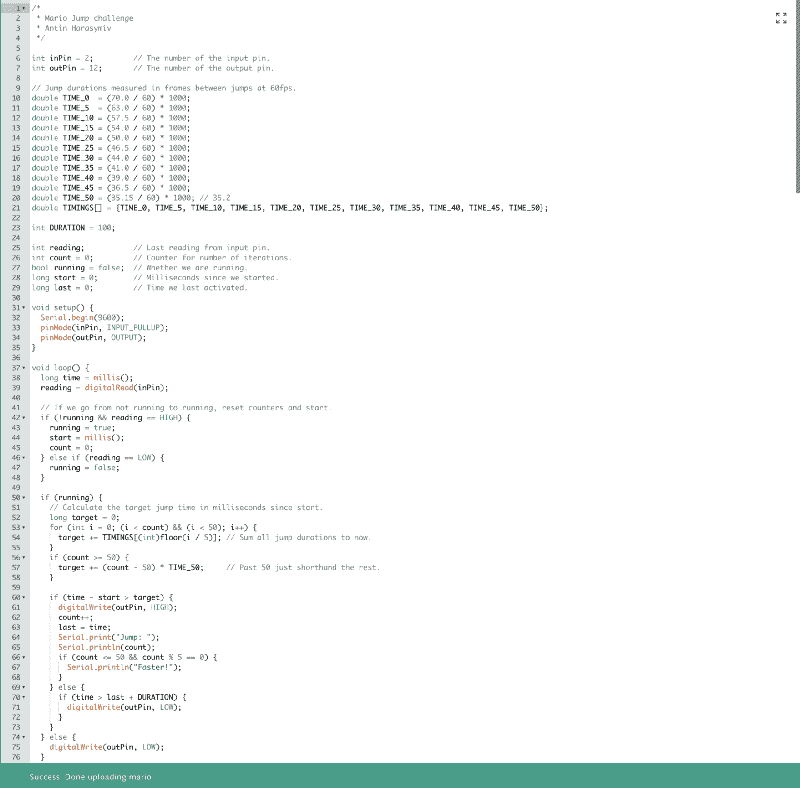 1 /*
2  * Mario Jump challenge
3  * Antin Harasymiv
4  */
5
6 int inPin = 2;         // The number of the input pin.
7 int outPin = 12;       // The number of the output pin.
8
9 // Jump durations measured in frames between jumps at 60fps.
10 double TIME_0  = (70.0 / 60) * 1000;
11 double TIME_5  = (63.0 / 60) * 1000;
12 double TIME_10 = (57.5 / 60) * 1000;
13 double TIME_15 = (54.0 / 60) * 1000;
14 double TIME_20 = (50.0 / 60) * 1000;
15 double TIME_25 = (46.5 / 60) * 1000;
16 double TIME_30 = (44.0 / 60) * 1000;
17 double TIME_35 = (41.0 / 60) * 1000;
18 double TIME_40 = (39.0 / 60) * 1000;
19 double TIME_45 = (36.5 / 60) * 1000;
20 double TIME_50 = (35.15 / 60) * 1000; // 35.2
21 double TIMINGS[] = {TIME_0, TIME_5, TIME_10, TIME_15, TIME_20, TIME_25, TIME_30, TIME_35, TIME_40, TIME_45, TIME_50};
22
23 int DURATION = 100;
24
25 int reading;           // Last reading from input pin.
26 int count = 0;         // Counter for number of iterations.
27 bool running = false;  // Whether we are running.
28 long start = 0;        // Milliseconds since we started.
29 long last = 0;         // Time we last activated.
30
31 void setup() {
32   Serial.begin(9600);
33   pinMode(inPin, INPUT_PULLUP);
34   pinMode(outPin, OUTPUT);
35 }
36
37 void loop() {
38   long time = millis();
39   reading = digitalRead(inPin);
40
41   // If we go from not running to running, reset counters and start
42   if (!running && reading == HIGH) {
43     running = true;
44     start = millis();
45     count = 0;
46   } else if (reading == LOW) {
47     running = false;
48   }
49
50   if (running) {
51     // Calculate the target jump time in milliseconds since start.
52     long target = 0;
53     for (int i = 0; (i < count) && (i < 50); i++) {
54       target += TIMINGS[(int)floor(i / 5)]; // Sum all jump durations to now.
55     }
56     if (count >= 50) {
57       target += (count - 50) * TIME_50;     // Past 50 just shorthand the rest.
58     }
59
60     if (time - start > target) {
61       digitalWrite(outPin, HIGH);
62       count++;
63       last = time;
64       Serial.print("Jump: ");
65       Serial.println(count);
66       if (count <= 50 && count % 5 == 0) {
67         Serial.println("Faster!");
68       }
69     } else {
70       if (time > last + DURATION) {
71         digitalWrite(outPin, LOW);
72       }
73     }
74   } else {
75     digitalWrite(outPin, LOW);
76   }
Success: Done uploading mario